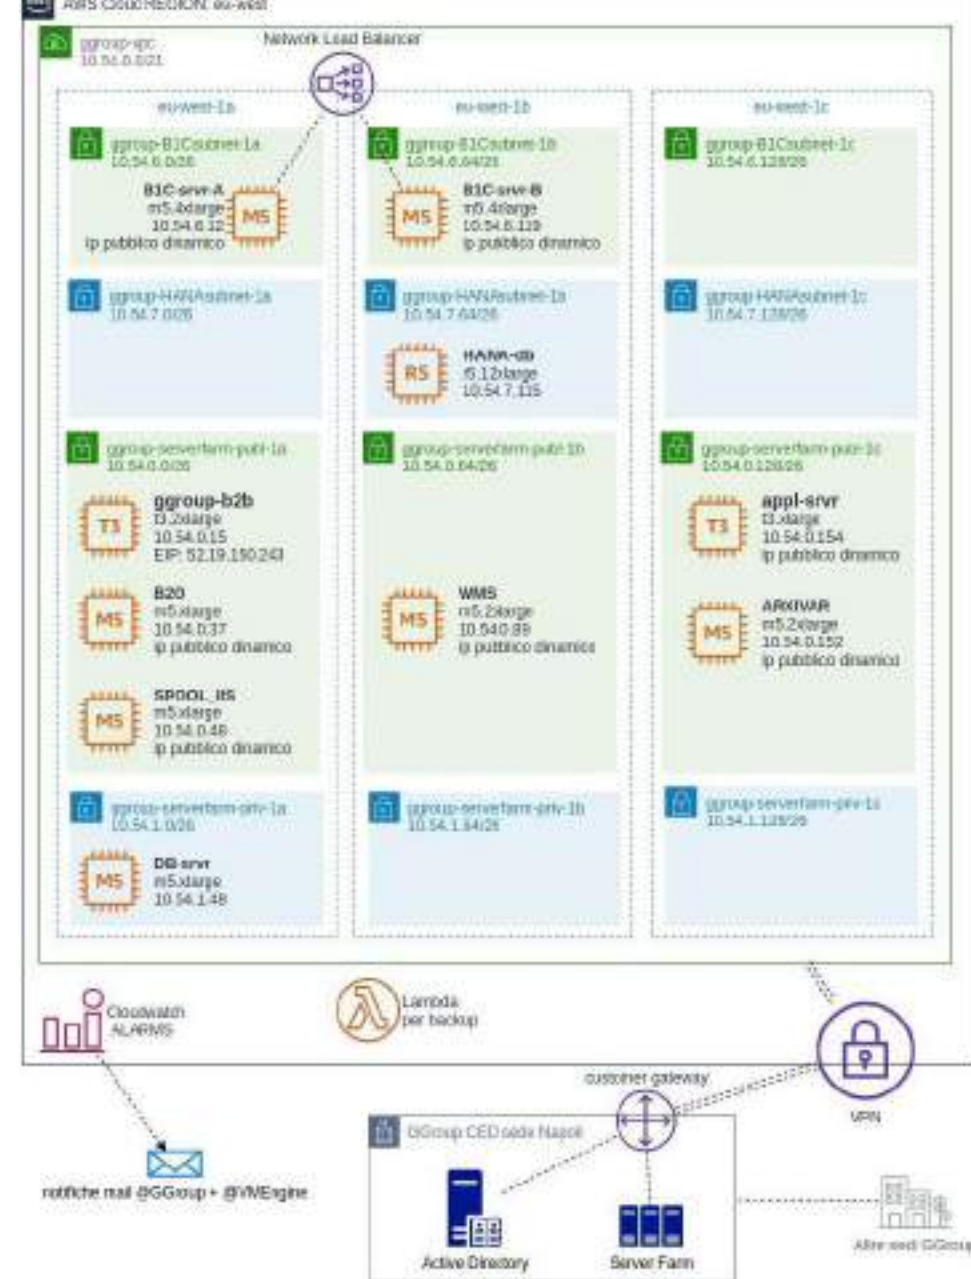 AWS Cloud REGION: eu-west
ggroup-vpc
10.54.0.0/21
Network Load Balancer
eu-west-1a
ggroup-B1Csubnet-1a
10.54.6.0/26
B1C-srvr-A
m5.4xlarge
10.54.6.12
ip pubblico dinamico
ggroup-HANAsubnet-1a
10.54.7.0/26
ggroup-serverfarm-publ-1a
10.54.0.0/26
T3
ggroup-b2b
t3.2xlarge
10.54.0.15
EIP: 52.19.190.243
M5
B2O
m5.xlarge
10.54.0.37
ip pubblico dinamico
M5
SPOOL_IIS
m5.xlarge
10.54.0.48
ip pubblico dinamico
ggroup-serverfarm-priv-1a
10.54.1.0/26
M5
DB-srvr
m5.xlarge
10.54.1.48
M5
eu-west-1b
ggroup-B1Csubnet-1b
10.54.6.64/26
M5
B1C-srvr-B
m5.4xlarge
10.54.6.119
ip pubblico dinamico
ggroup-HANAsubnet-1b
10.54.7.64/26
R5
HANA-db
r5.12xlarge
10.54.7.115
ggroup-serverfarm-publ-1b
10.54.0.64/26
M5
WMS
m5.2xlarge
10.54.0.99
ip pubblico dinamico
ggroup-serverfarm-priv-1b
10.54.1.64/26
eu-west-1c
ggroup-B1Csubnet-1c
10.54.6.128/26
ggroup-HANAsubnet-1c
10.54.7.128/26
ggroup-serverfarm-publ-1c
10.54.0.128/26
T3
appl-srvr
t3.xlarge
10.54.0.154
ip pubblico dinamico
M5
ARXIVAR
m5.2xlarge
10.54.0.152
ip pubblico dinamico
ggroup-serverfarm-priv-1c
10.54.1.128/26
Cloudwatch
ALARMS
Lambda
per backup
VPN
customer gateway
notifiche mail @GGroup + @VMEngine
GGroup CED sede Napoli
Active Directory
Server Farm
Altre sedi GGroup